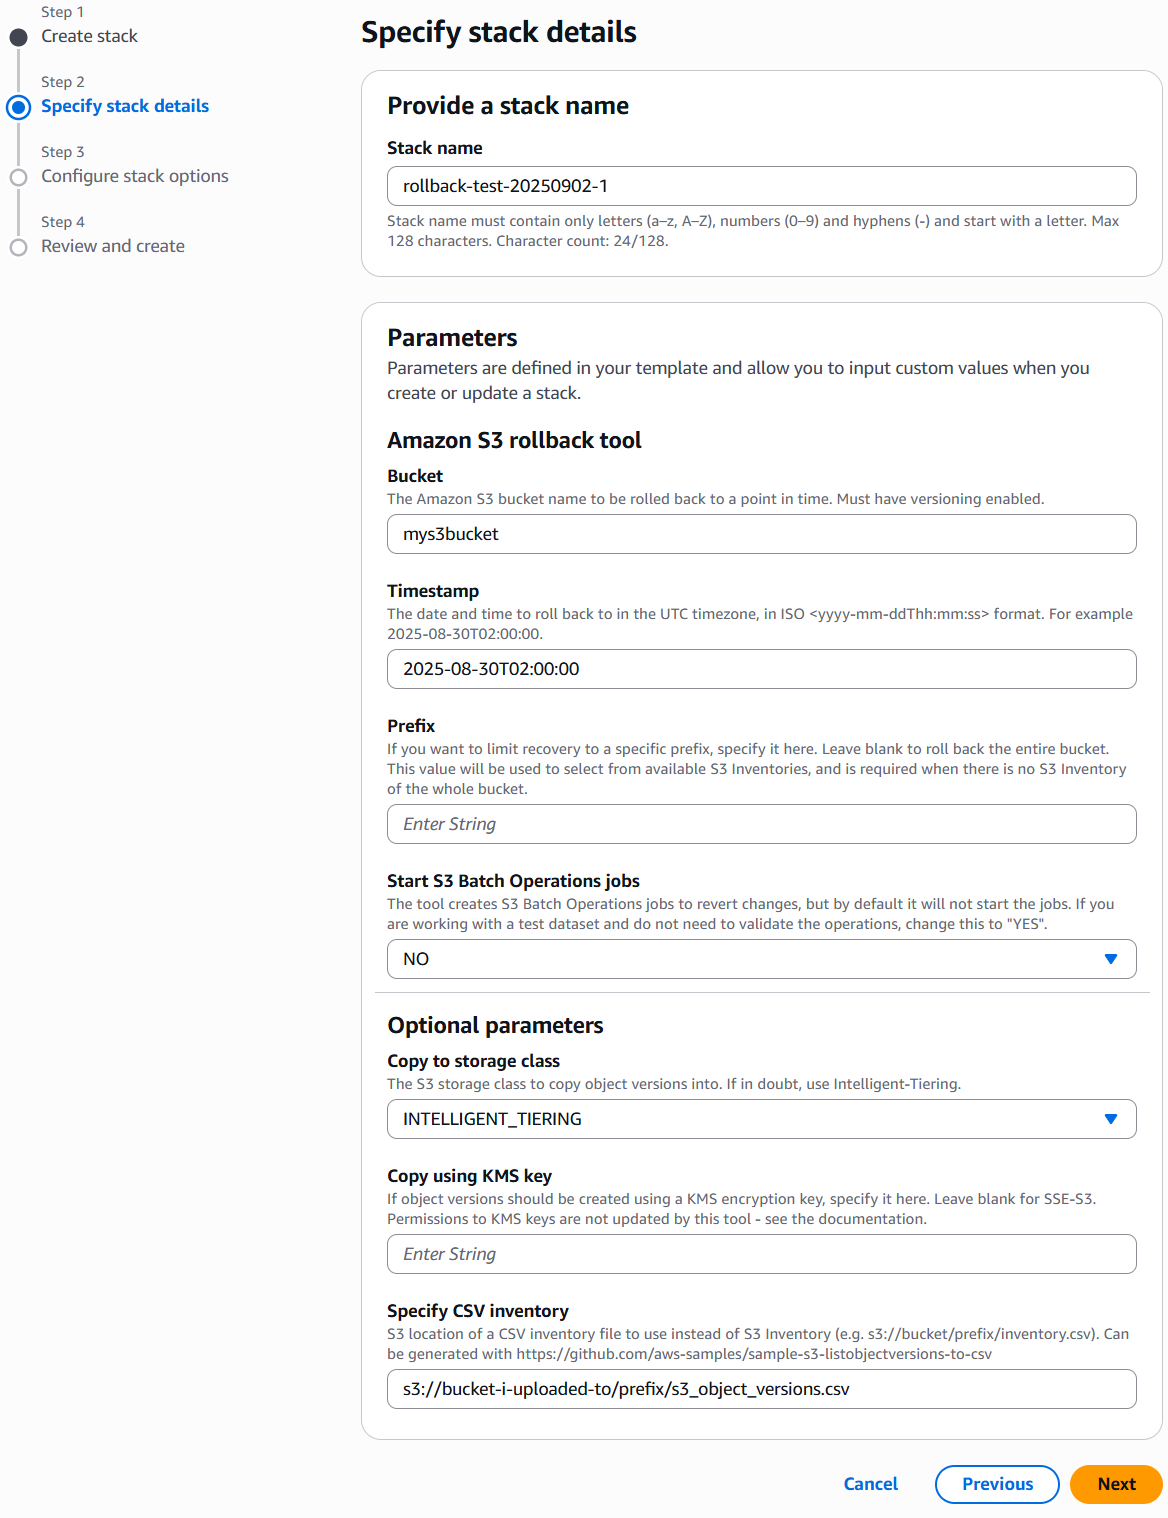 Step 1
Create stack
Step 2
Specify stack details
Step 3
Configure stack options
Step 4
Review and create
Specify stack details
Provide a stack name
Stack name
rollback-test-20250902-1
Stack name must contain only letters (a–z, A–Z), numbers (0–9) and hyphens (-) and start with a letter. Max
128 characters. Character count: 24/128.
Parameters
Parameters are defined in your template and allow you to input custom values when you
create or update a stack.
Amazon S3 rollback tool
Bucket
The Amazon S3 bucket name to be rolled back to a point in time. Must have versioning enabled.
mys3bucket
Timestamp
The date and time to roll back to in the UTC timezone, in ISO <yyyy-mm-ddThh:mm:ss> format. For example
2025-08-30T02:00:00.
2025-08-30T02:00:00
Prefix
If you want to limit recovery to a specific prefix, specify it here. Leave blank to roll back the entire bucket.
This value will be used to select from available S3 Inventories, and is required when there is no S3 Inventory
of the whole bucket.
Enter String
Start S3 Batch Operations jobs
The tool creates S3 Batch Operations jobs to revert changes, but by default it will not start the jobs. If you
are working with a test dataset and do not need to validate the operations, change this to "YES".
NO
Optional parameters
Copy to storage class
The S3 storage class to copy object versions into. If in doubt, use Intelligent-Tiering.
INTELLIGENT_TIERING
Copy using KMS key
If object versions should be created using a KMS encryption key, specify it here. Leave blank for SSE-S3.
Permissions to KMS keys are not updated by this tool - see the documentation.
Enter String
Specify CSV inventory
S3 location of a CSV inventory file to use instead of S3 Inventory (e.g. s3://bucket/prefix/inventory.csv). Can
be generated with https://github.com/aws-samples/sample-s3-listobjectversions-to-csv
s3://bucket-i-uploaded-to/prefix/s3_object_versions.csv
Cancel
Previous
Next